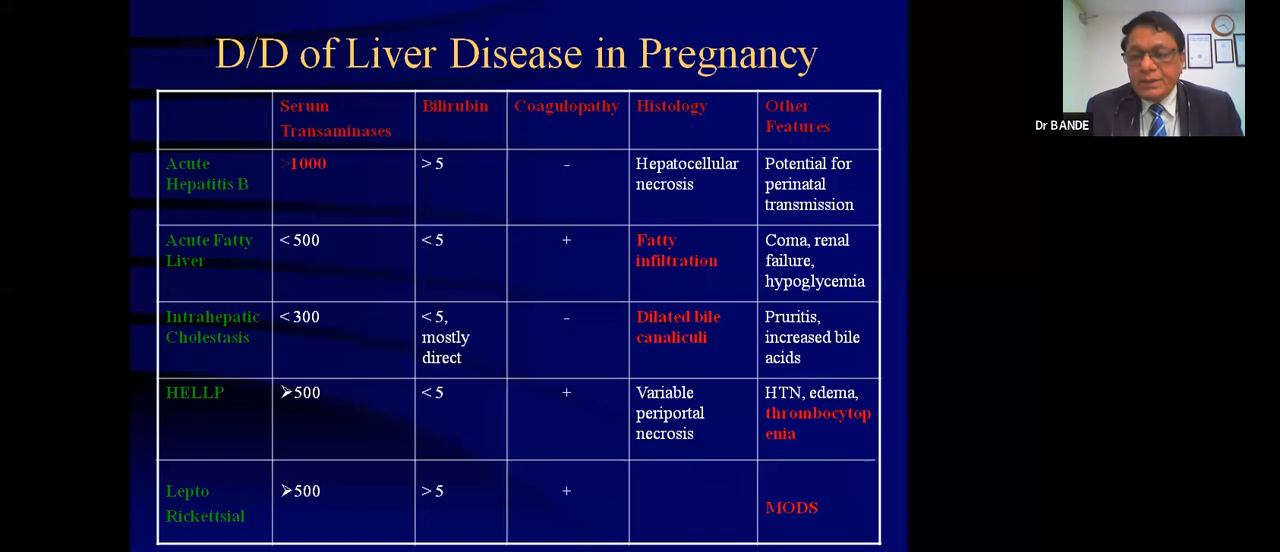 D/D of Liver Disease in Pregnancy
Dr BANDE
Serum
Transaminases
Bilirubin
Coagulopathy
Histology
Other
Features
Acute
Hepatitis B
>1000
> 5
-
Hepatocellular
necrosis
Potential for
perinatal
transmission
Acute Fatty
Liver
< 500
< 5
+
Fatty
infiltration
Coma, renal
failure,
hypoglycemia
Intrahepatic
Cholestasis
< 300
< 5,
mostly
direct
-
Dilated bile
canaliculi
Pruritis,
increased bile
acids
HELLP
➢500
< 5
+
Variable
periportal
necrosis
HTN, edema,
thrombocytop
enia
Lepto
Rickettsial
➢500
> 5
+
MODS